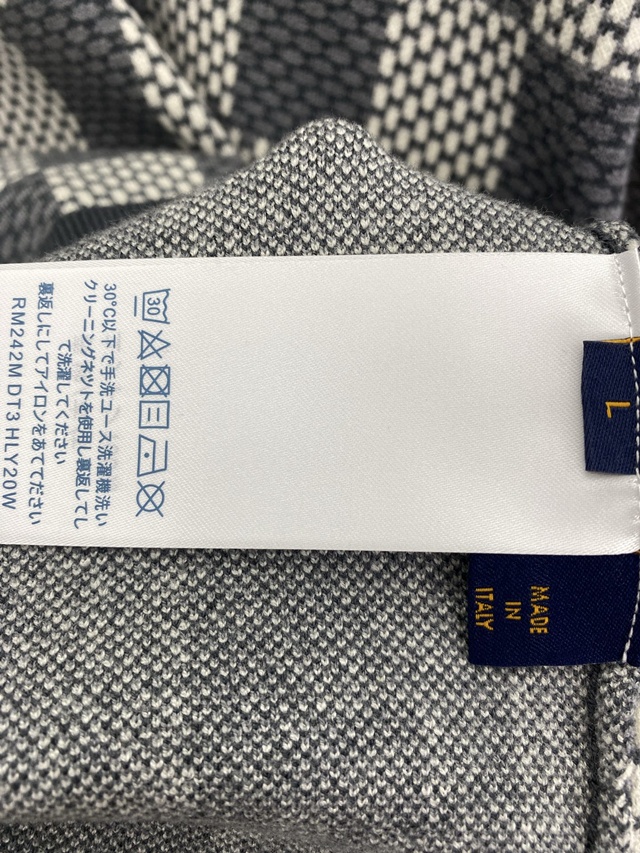 30
30°C以下で手洗コース洗濯機洗い
クリーニングネットを使用し裏返してし
て洗濯してください
裏返しにしてアイロンをあててださい
RM242M DT3 HLY20W
L
MADE
IN
ITALY